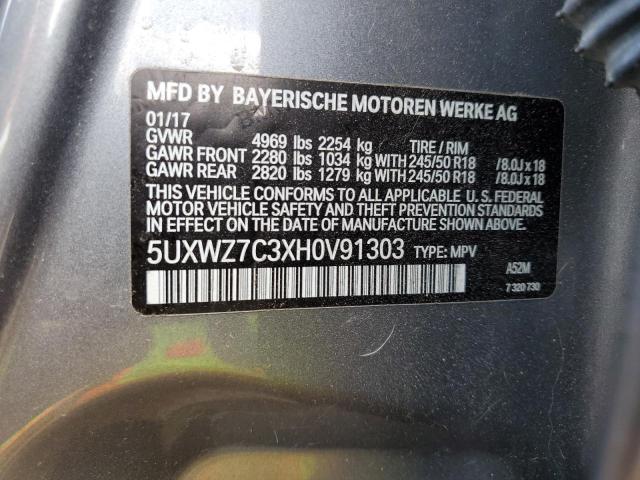 MFD BY BAYERISCHE MOTOREN WERKE AG
01/17
GVWR 4969 lbs 2254 kg TIRE / RIM
GAWR FRONT 2280 lbs 1034 kg WITH 245/50 R18 /8.0J x 18
GAWR REAR 2820 lbs 1279 kg WITH 245/50 R18 /8.0J x 18
THIS VEHICLE CONFORMS TO ALL APPLICABLE U. S. FEDERAL
MOTOR VEHICLE SAFETY AND THEFT PREVENTION STANDARDS
IN EFFECT ON THE DATE OF MANUFACTURE SHOWN ABOVE.
5UXWZ7C3XH0V91303 TYPE: MPV
A52M
7 320 730